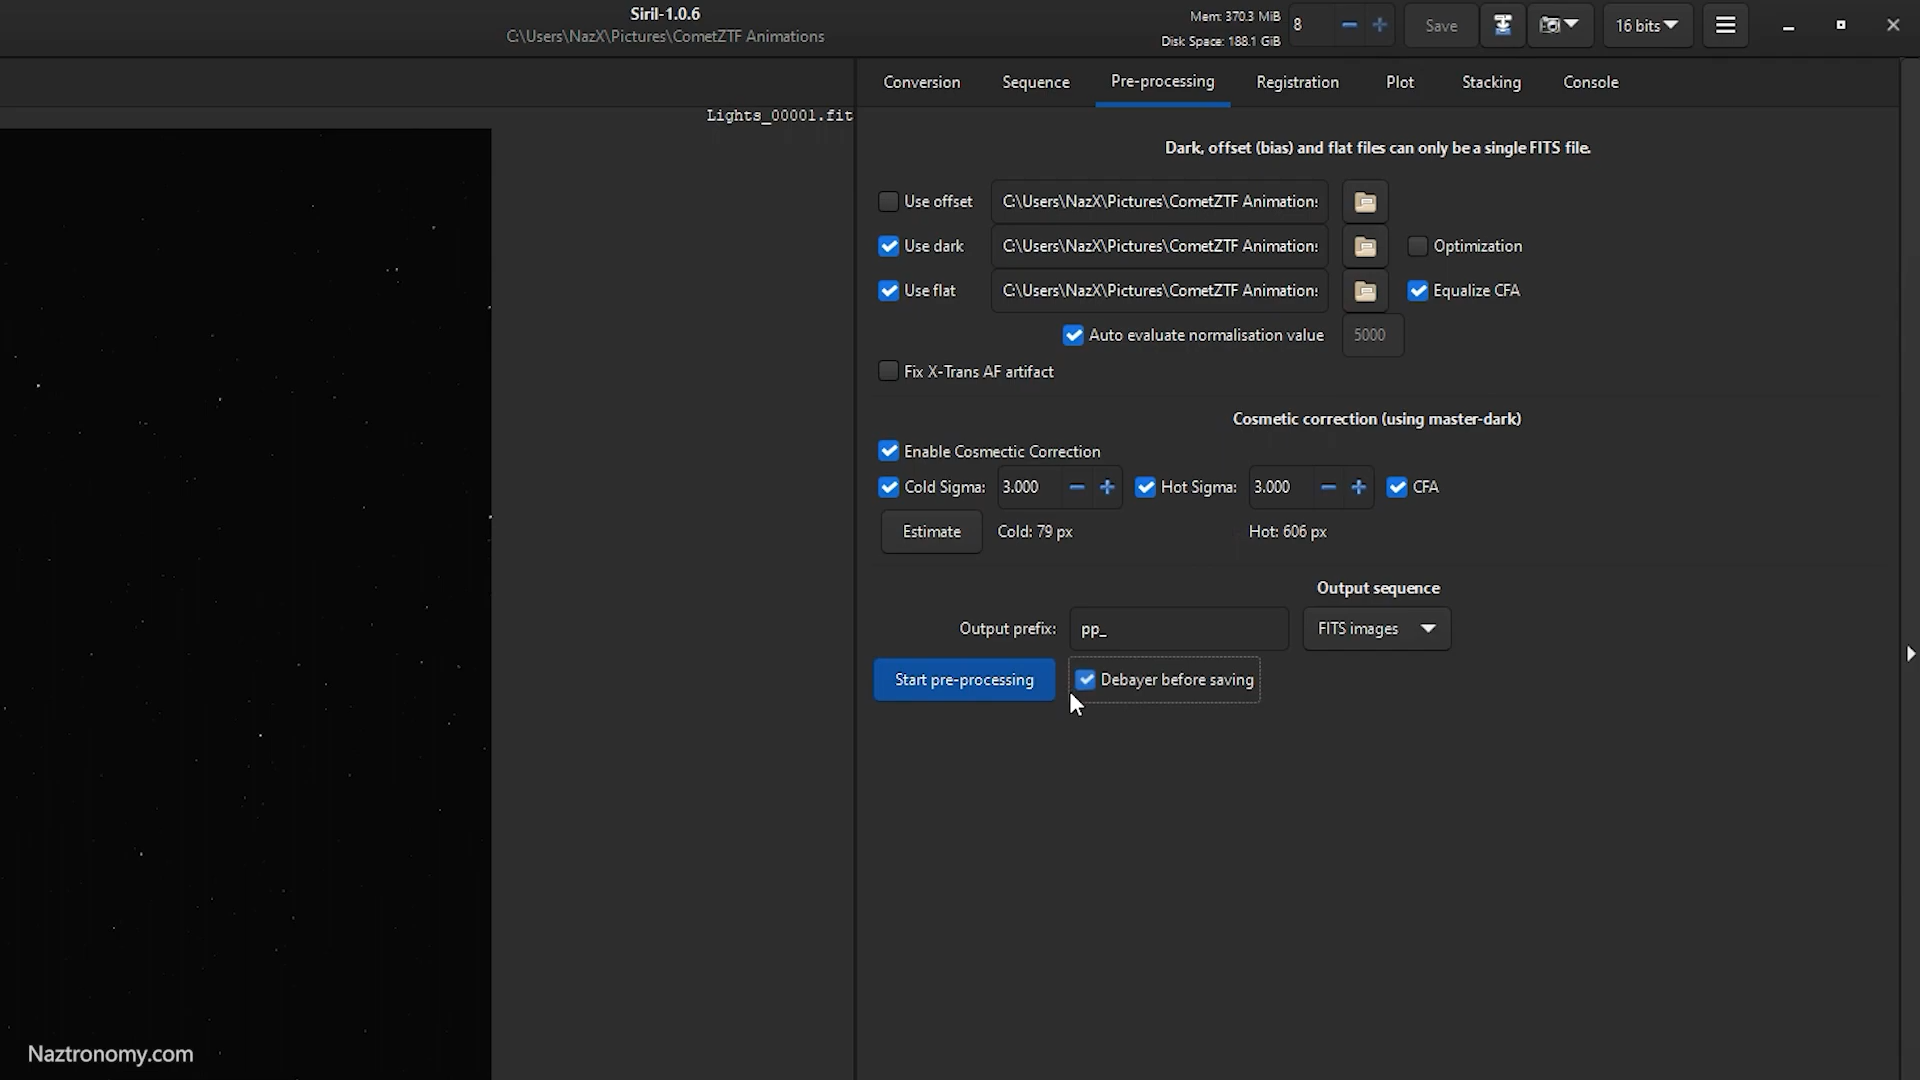 Siril-1.0.6
C:\Users\NazX\Pictures\CometZTF Animations
Mem: 370.3 MiB
Disk Space: 188.1 GiB
8
Save
16 bits
Conversion
Sequence
Pre-processing
Registration
Plot
Stacking
Console
Lights_00001.fit
Dark, offset (bias) and flat files can only be a single FITS file.
Use offset
C:\Users\NazX\Pictures\CometZTF Animation:
Use dark
C:\Users\NazX\Pictures\CometZTF Animation:
Optimization
Use flat
C:\Users\NazX\Pictures\CometZTF Animation:
Equalize CFA
Auto evaluate normalisation value
5000
Fix X-Trans AF artifact
Cosmetic correction (using master-dark)
Enable Cosmectic Correction
Cold Sigma:
3.000
Hot Sigma:
3.000
CFA
Estimate
Cold: 79 px
Hot: 606 px
Output sequence
Output prefix:
pp_
FITS images
Start pre-processing
Debayer before saving
Naztronomy.com